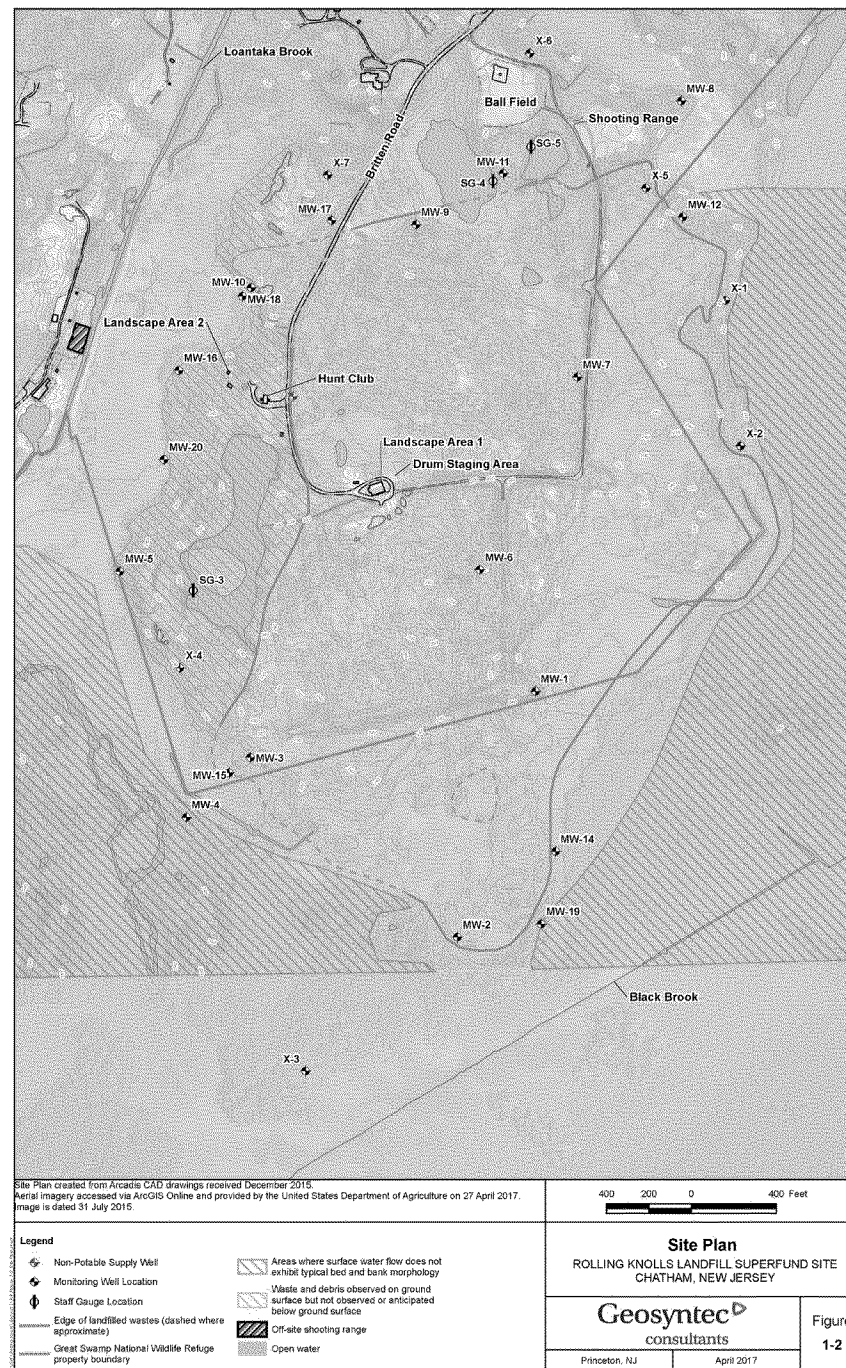 X-6
Loantaka Brook
MW-8
Ball Field
Shooting Range
Britten Road
SG-5
X-7
MW-11
SG-4
X-5
MW-17
MW-9
MW-12
MW-10
MW-18
X-1
Landscape Area 2
MW-16
Hunt Club
MW-7
X-2
Landscape Area 1
MW-20
Drum Staging Area
MW-5
MW-6
SG-3
X-4
MW-1
MW-3
MW-15
MW-4
MW-14
MW-19
MW-2
Black Brook
X-3
Site Plan created from Arcadis CAD drawings received December 2015.
Aerial imagery accessed via ArcGIS Online and provided by the United States Department of Agriculture on 27 April 2017.
Image is dated 31 July 2015.
400 200 0 400 Feet
Legend
Non-Potable Supply Well
Monitoring Well Location
Staff Gauge Location
Edge of landfilled wastes (dashed where
approximate)
Great Swamp National Wildlife Refuge
property boundary
Areas where surface water flow does not
exhibit typical bed and bank morphology
Waste and debris observed on ground
surface but not observed or anticipated
below ground surface
Off-site shooting range
Open water
Site Plan
ROLLING KNOLLS LANDFILL SUPERFUND SITE
CHATHAM, NEW JERSEY
Geosyntec
consultants
Princeton, NJ
April 2017
Figure
1-2